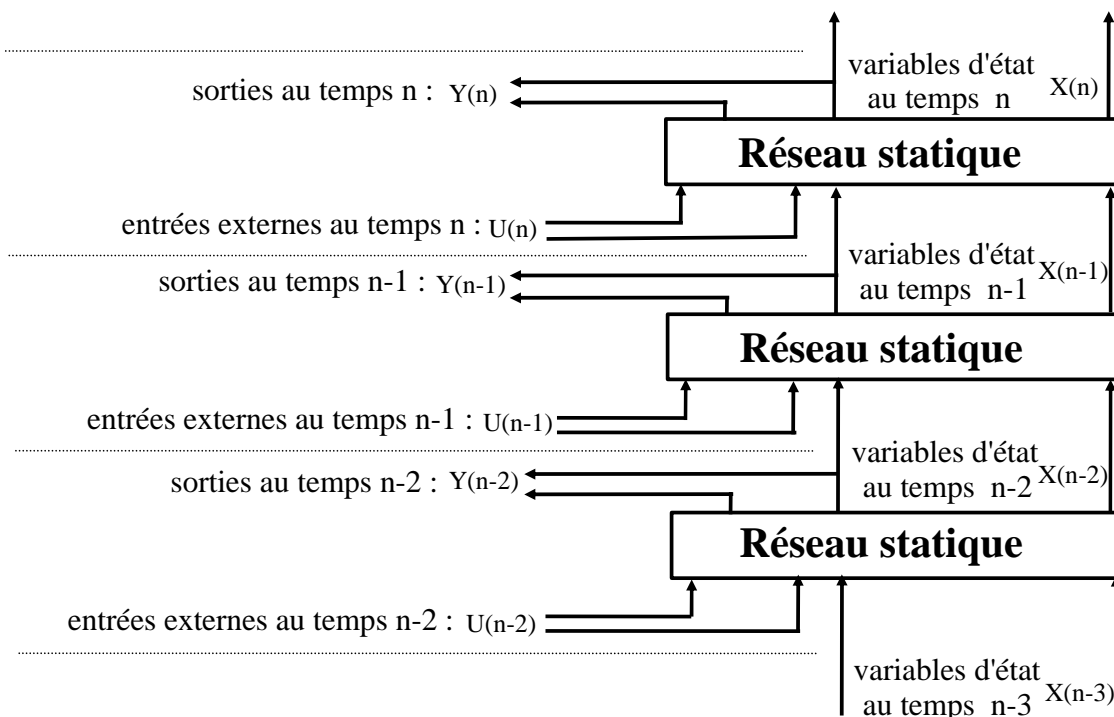 variables d'état
sorties au temps n : Y(n)
au temps n X(n)
Réseau statique
entrées externes au temps n : U(n)
variables d'état
sorties au temps n-1 : Y(n-1)
au temps n-1 X(n-1)
Réseau statique
entrées externes au temps n-1 : U(n-1)
variables d'état
sorties au temps n-2 : Y(n-2)
au temps n-2 X(n-2)
Réseau statique
entrées externes au temps n-2 : U(n-2)
variables d'état
au temps n-3 X(n-3)